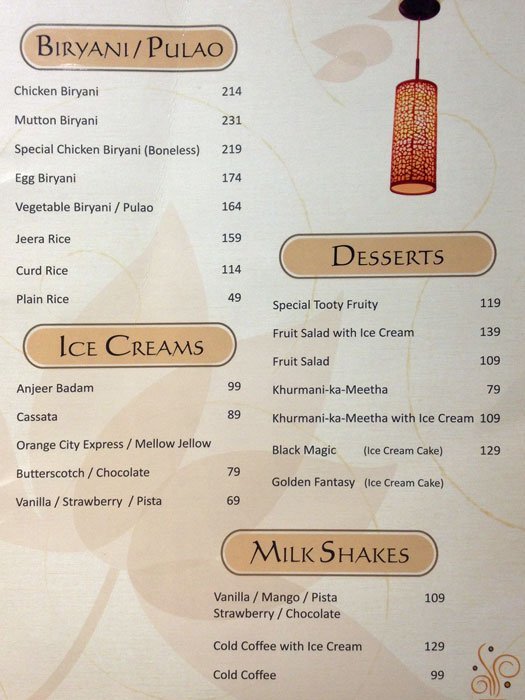 BIRYANI / PULAO
Chicken Biryani 214
Mutton Biryani 231
Special Chicken Biryani (Boneless) 219
Egg Biryani 174
Vegetable Biryani / Pulao 164
Jeera Rice 159
Curd Rice 114
Plain Rice 49
ICE CREAMS
Anjeer Badam 99
Cassata 89
Orange City Express / Mellow Jellow
Butterscotch / Chocolate 79
Vanilla / Strawberry / Pista 69
DESSERTS
Special Tooty Fruity 119
Fruit Salad with Ice Cream 139
Fruit Salad 109
Khurmani-ka-Meetha 79
Khurmani-ka-Meetha with Ice Cream 109
Black Magic (Ice Cream Cake) 129
Golden Fantasy (Ice Cream Cake)
MILK SHAKES
Vanilla / Mango / Pista 109
Strawberry / Chocolate
Cold Coffee with Ice Cream 129
Cold Coffee 99